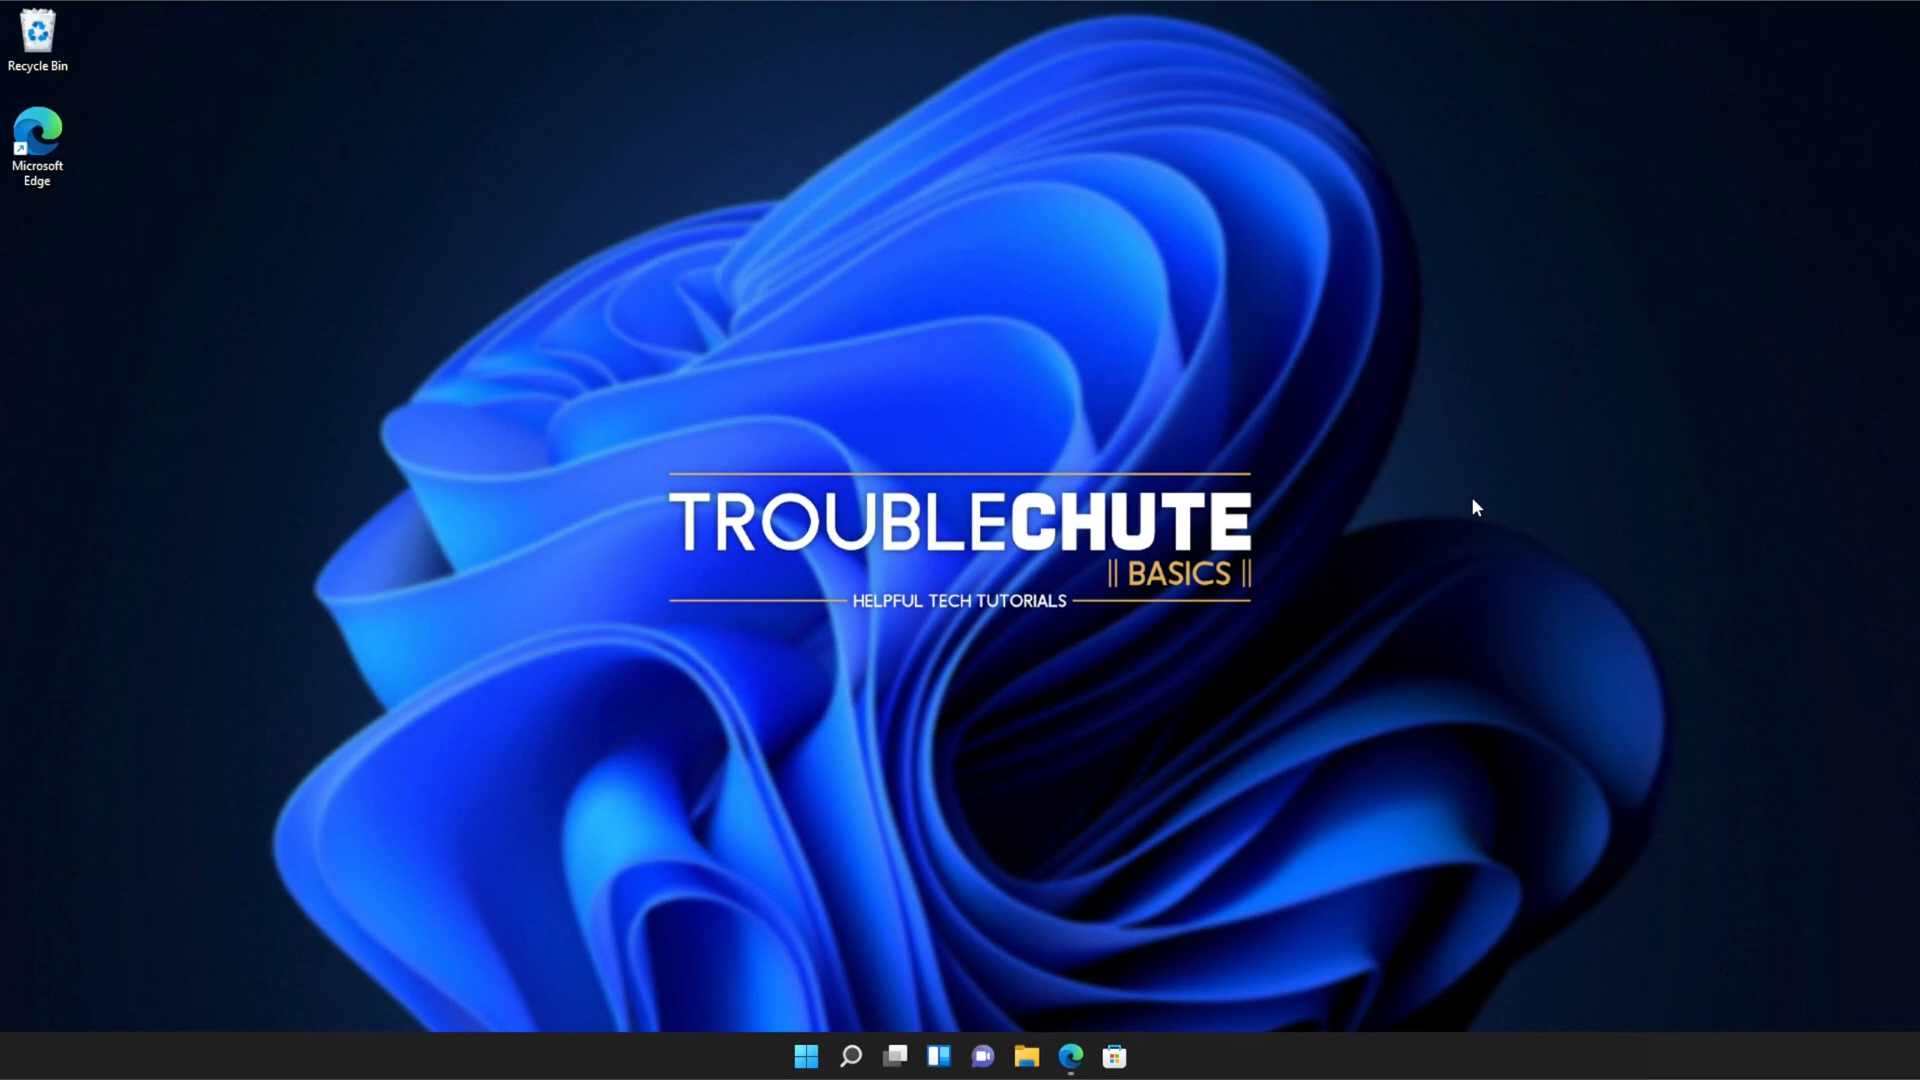 Recycle Bin
Microsoft
Edge
TROUBLECHUTE
|| BASICS ||
HELPFUL TECH TUTORIALS